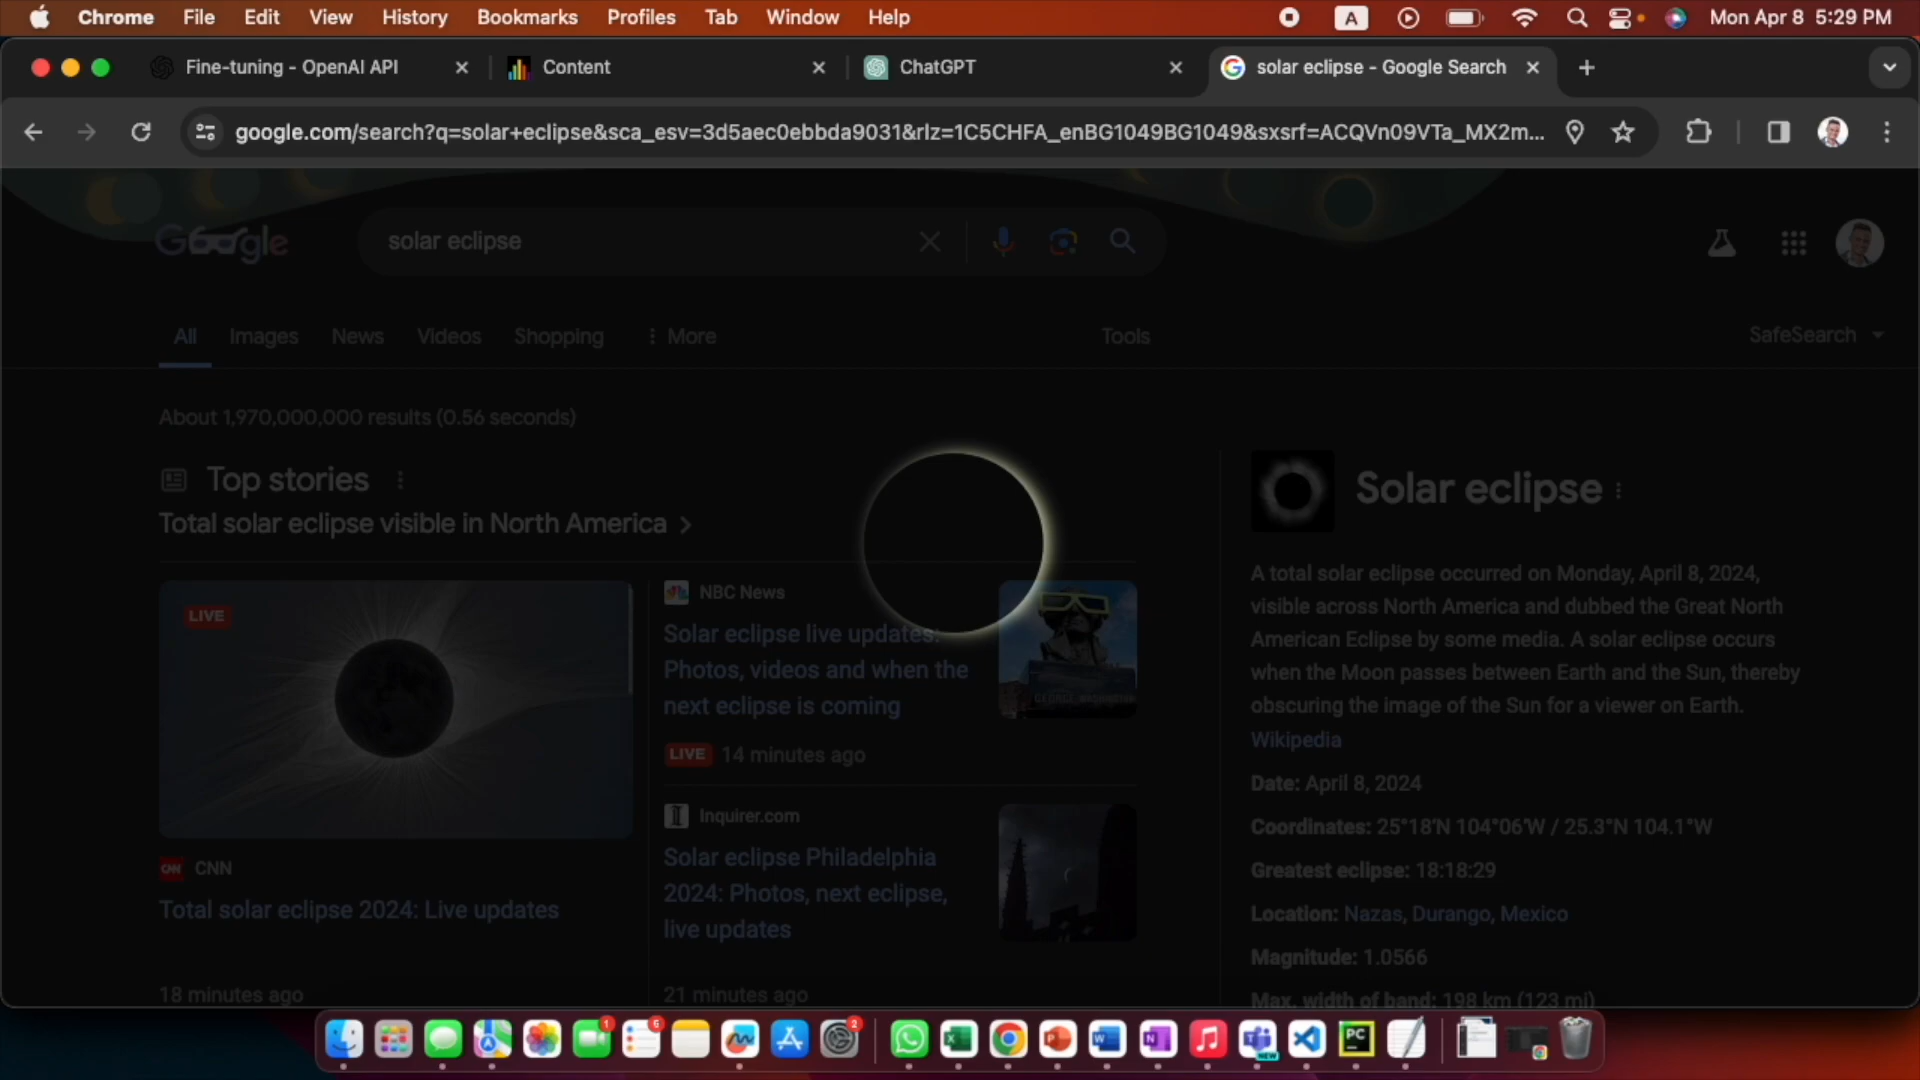 Chrome File Edit View History Bookmarks Profiles Tab Window Help A Mon Apr 8 5:29 PM
Fine-tuning - OpenAI API Content ChatGPT solar eclipse - Google Search
google.com/search?q=solar+eclipse&sca_esv=3d5aec0ebbda9031&rlz=1C5CHFA_enBG1049BG1049&sxsrf=ACQVn09VTa_MX2m...
Google solar eclipse
All Images News Videos Shopping More Tools SafeSearch
About 1,970,000,000 results (0.56 seconds)
Top stories
Total solar eclipse visible in North America
LIVE
CNN
Total solar eclipse 2024: Live updates
18 minutes ago
NBC News
Solar eclipse live updates:
Photos, videos and when the
next eclipse is coming
LIVE 14 minutes ago
GEORGE WASHINGTON
Inquirer.com
Solar eclipse Philadelphia
2024: Photos, next eclipse,
live updates
21 minutes ago
Solar eclipse
A total solar eclipse occurred on Monday, April 8, 2024,
visible across North America and dubbed the Great North
American Eclipse by some media. A solar eclipse occurs
when the Moon passes between Earth and the Sun, thereby
obscuring the image of the Sun for a viewer on Earth.
Wikipedia
Date: April 8, 2024
Coordinates: 25°18′N 104°06′W / 25.3°N 104.1°W
Greatest eclipse: 18:18:29
Location: Nazas, Durango, Mexico
Magnitude: 1.0566
Max. width of band: 198 km (123 mi)
1 6 2 NEW PC